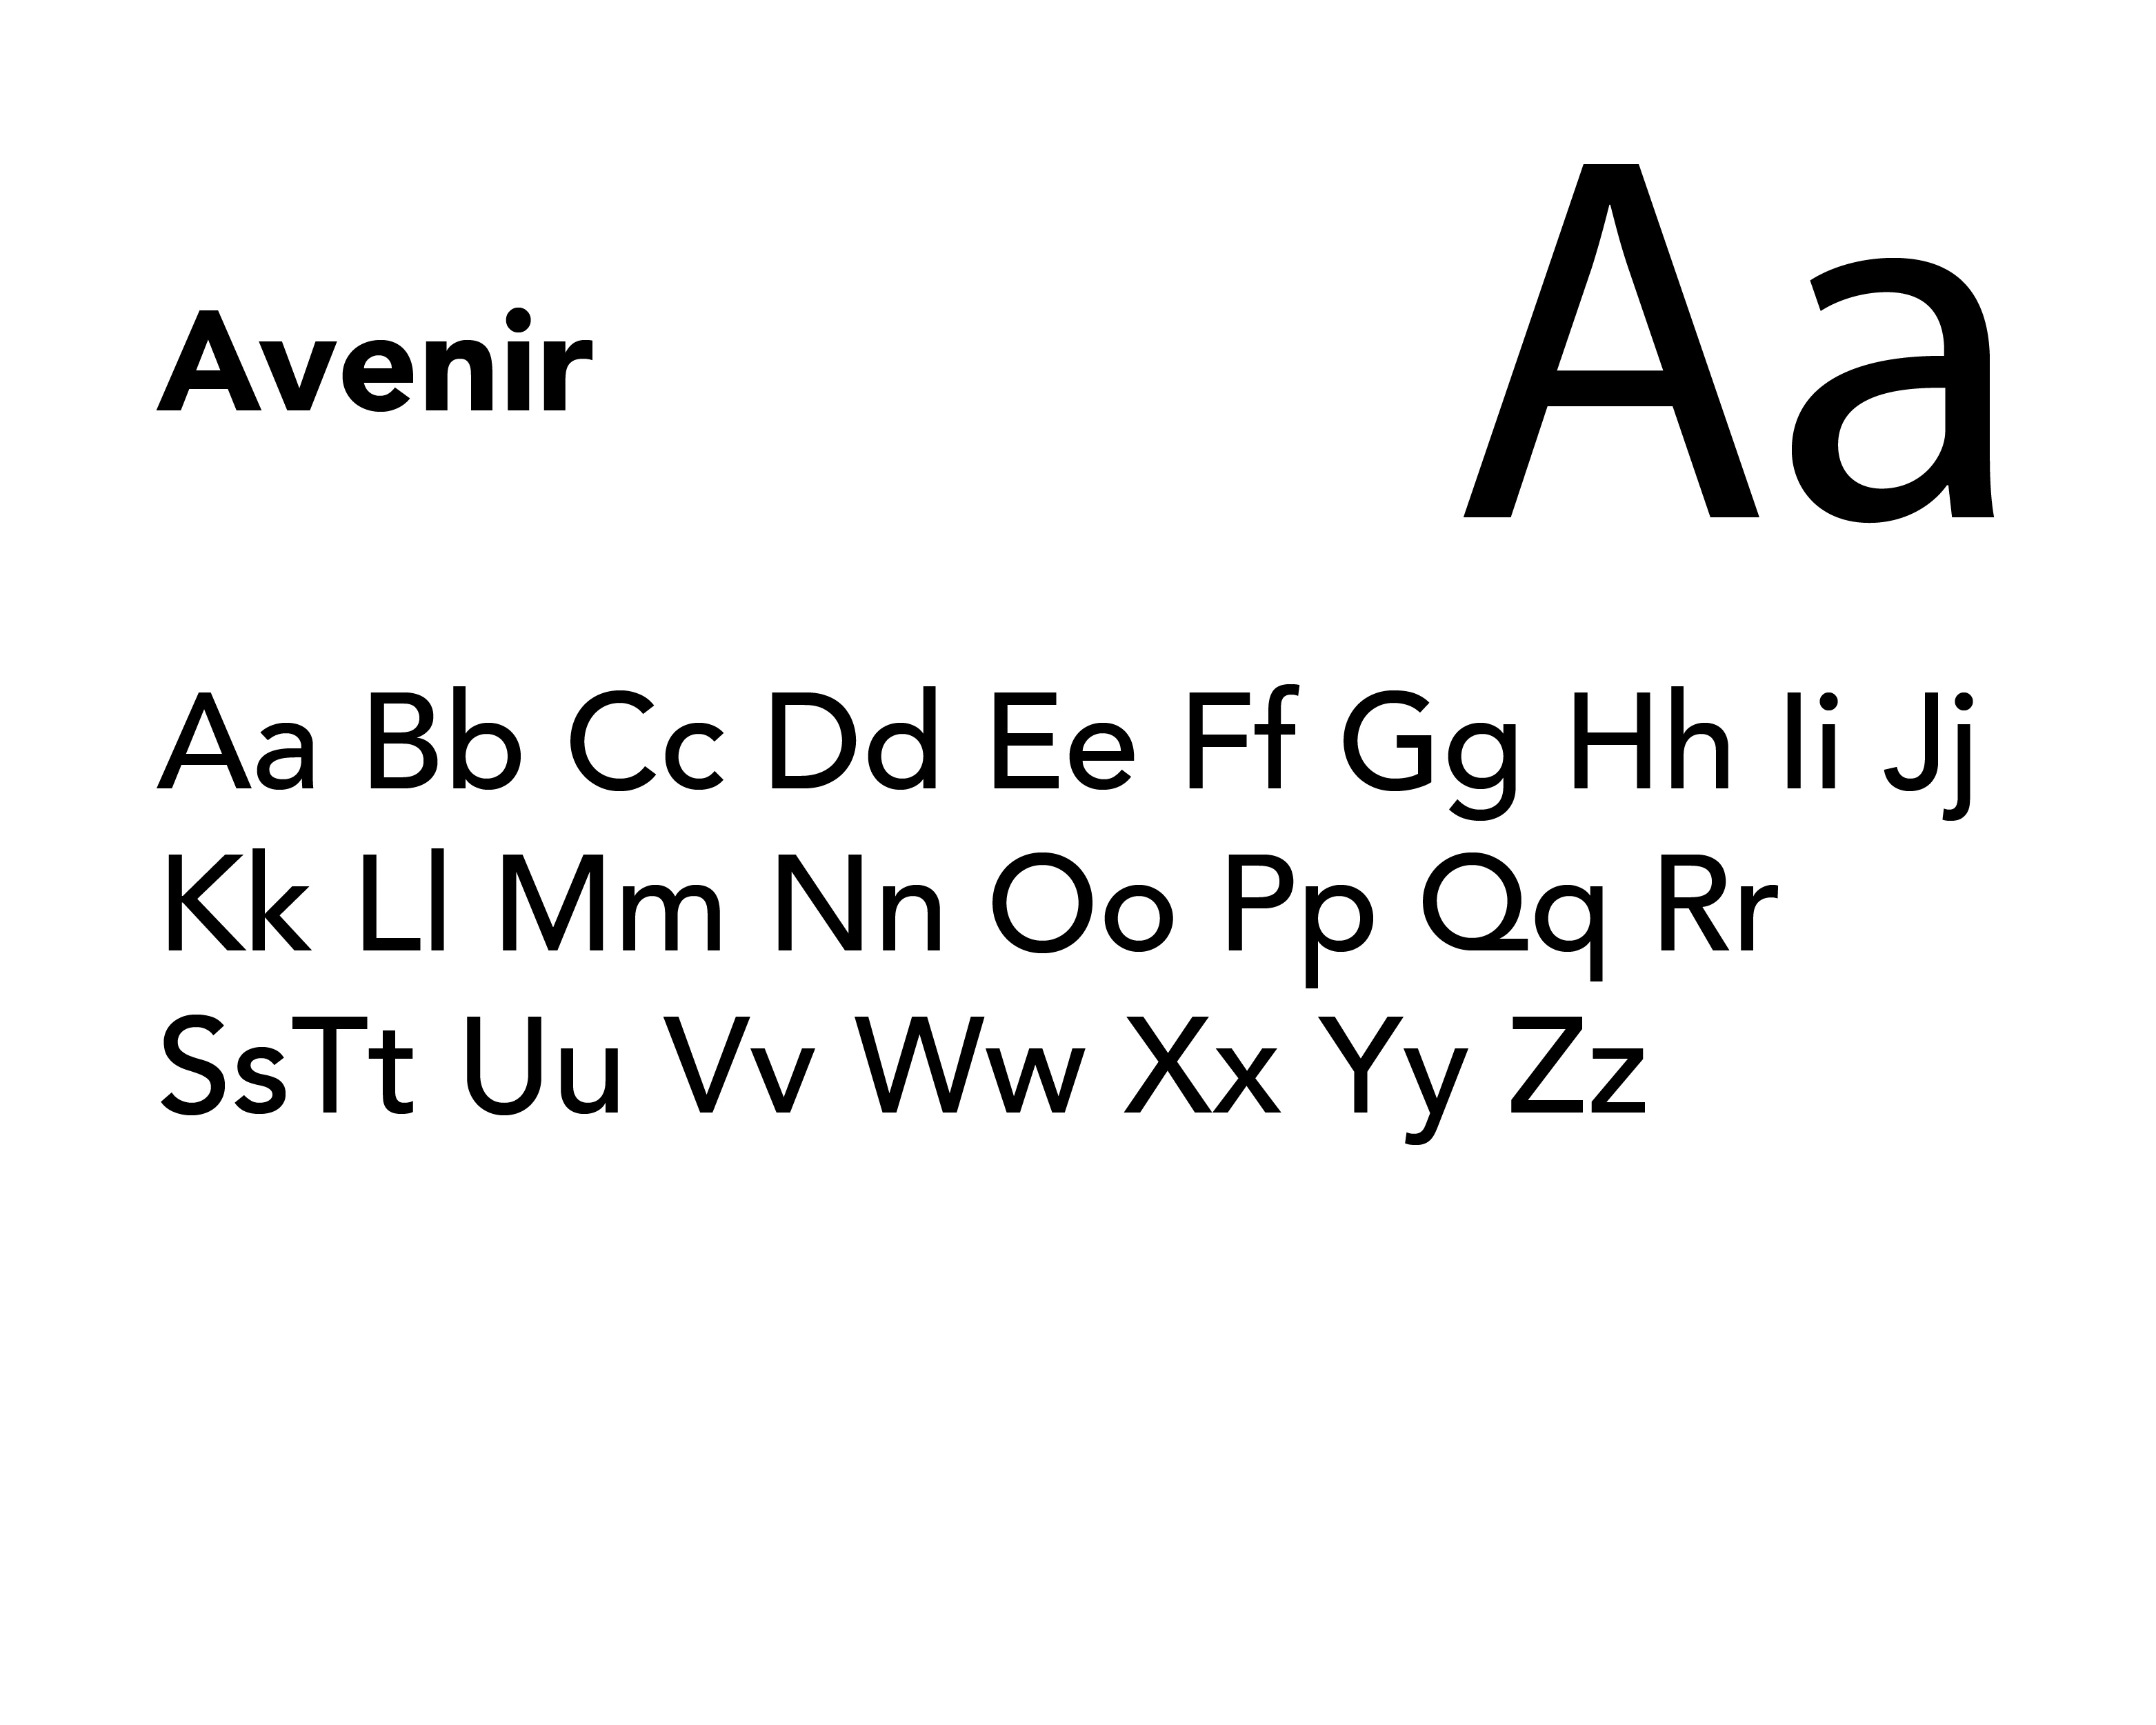 Avenir
Aa
Aa Bb Cc Dd Ee Ff Gg Hh Ii Jj
Kk Ll Mm Nn Oo Pp Qq Rr
SsTt Uu Vv Ww Xx Yy Zz